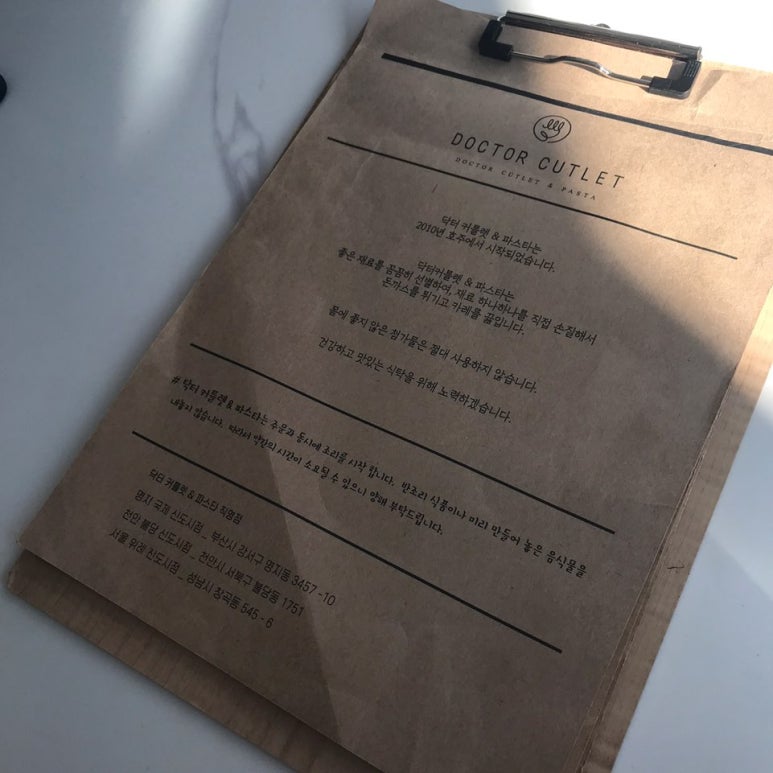 DOCTOR CUTLET
DOCTOR CUTLET & PASTA
닥터 커틀렛 & 파스타는
2010년 호주에서 시작되었습니다.
닥터커틀렛 & 파스타는
좋은 재료를 꼼꼼히 선별하여, 재료 하나하나를 직접 손질해서
돈까스를 튀기고 카레를 끓입니다.
몸에 좋지 않은 첨가물은 절대 사용하지 않습니다.
건강하고 맛있는 식탁을 위해 노력하겠습니다.
# 닥터 커틀렛 & 파스타는 주문과 동시에 조리를 시작 합니다. 반조리 식품이나 미리 만들어 놓은 음식물을
내놓지 않습니다. 따라서 약간의 시간이 소요될 수 있으니 양해 부탁드립니다.
닥터 커틀렛 & 파스타 직영점
명지 국제 신도시점 _ 부산시 강서구 명지동 3457 -10
천안 불당 신도시점 _ 천안시 서북구 불당동 1751
서울 위례 신도시점 _ 성남시 창곡동 545 - 6